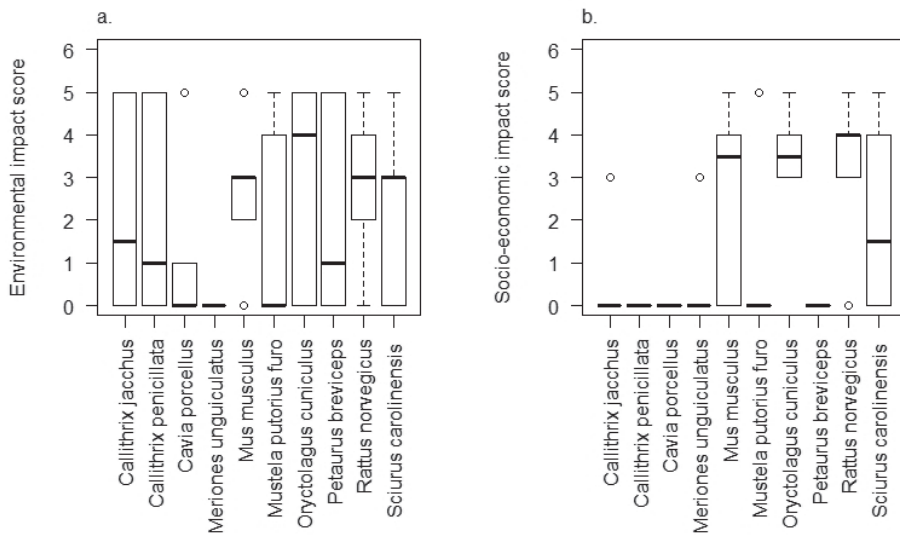 a.
Environmental impact score
6
5
4
3
2
1
0
Callithrix jacchus
Callithrix penicillata
Cavia porcellus
Meriones unguiculatus
Mus musculus
Mustela putorius furo
Oryctolagus cuniculus
Petaurus breviceps
Rattus norvegicus
Sciurus carolinensis
b.
Socio-economic impact score
6
5
4
3
2
1
0
Callithrix jacchus
Callithrix penicillata
Cavia porcellus
Meriones unguiculatus
Mus musculus
Mustela putorius furo
Oryctolagus cuniculus
Petaurus breviceps
Rattus norvegicus
Sciurus carolinensis